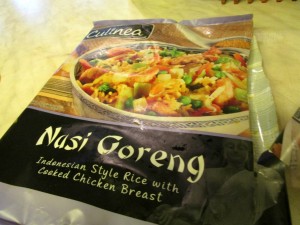 Culinea
Nasi Goreng
Indonesian Style Rice with
Cooked Chicken Breast